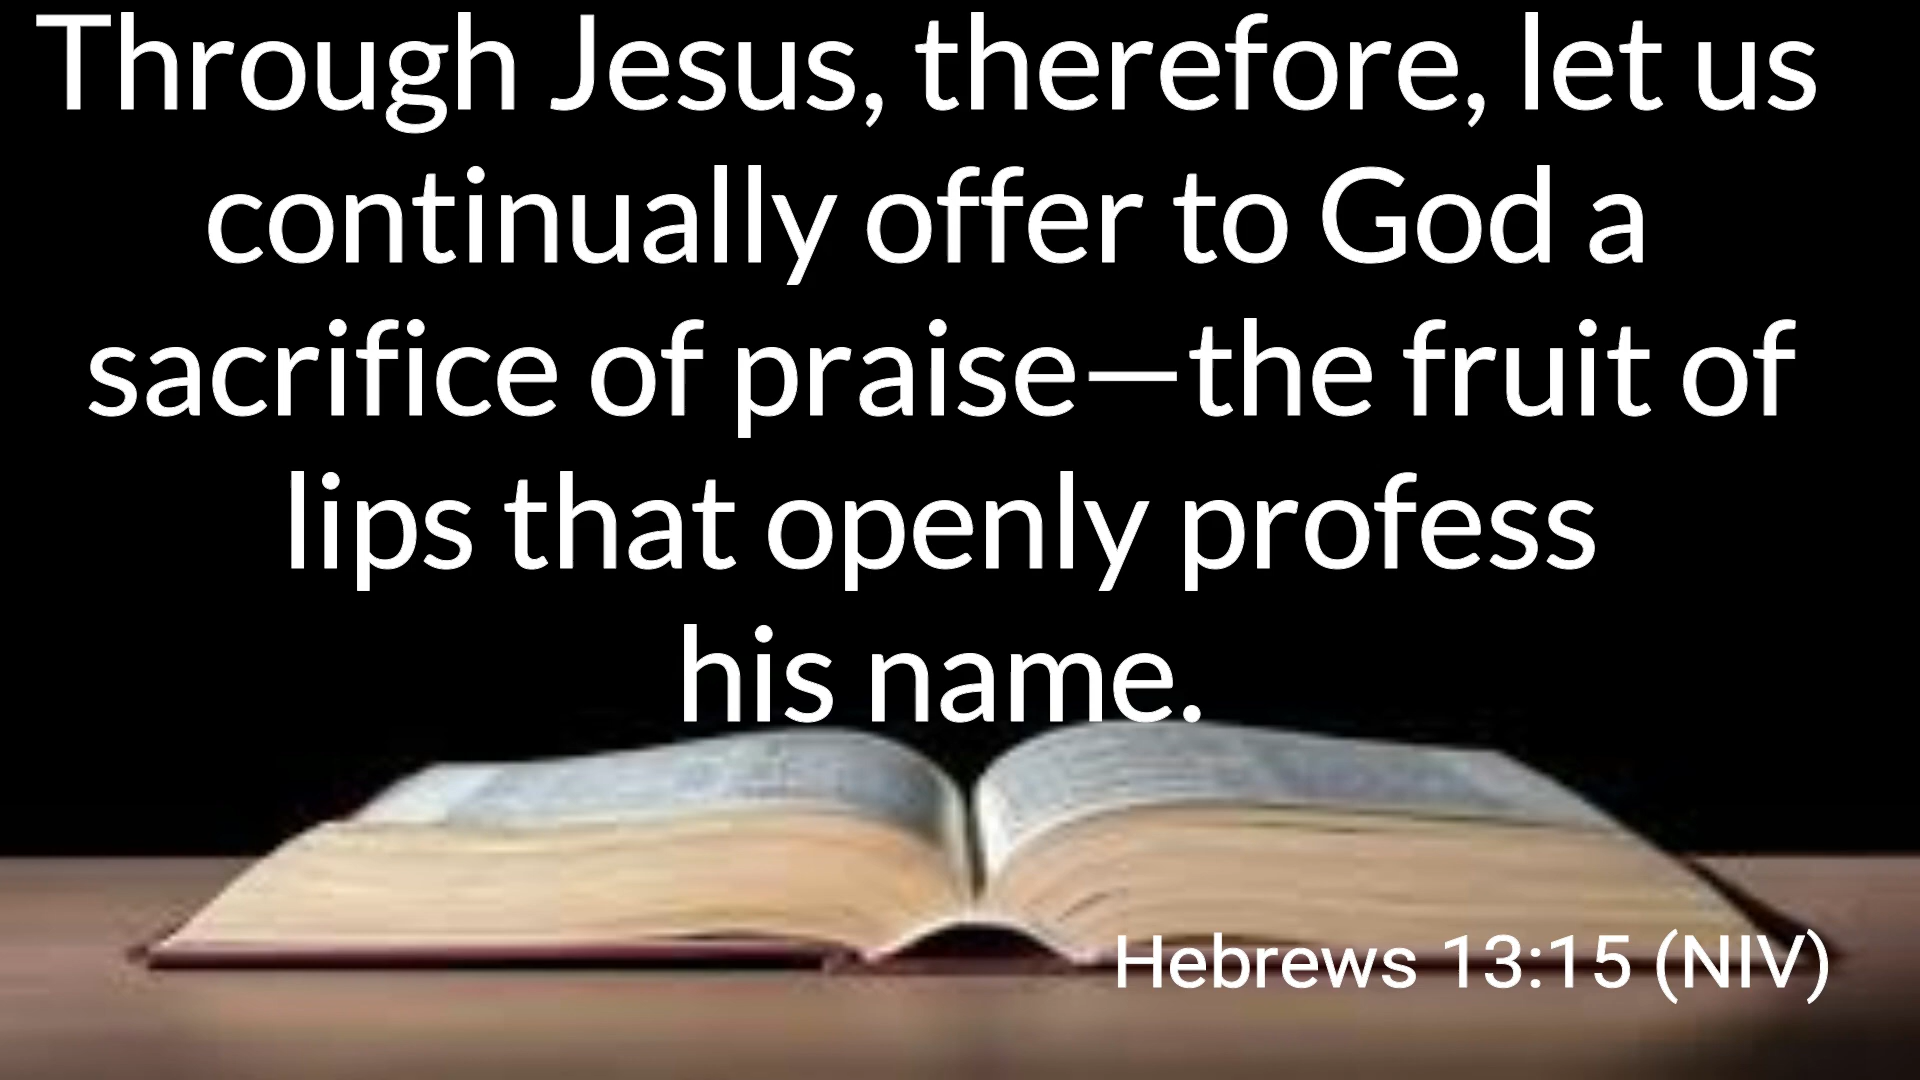 Through Jesus, therefore, let us
continually offer to God a
sacrifice of praise—the fruit of
lips that openly profess
his name.
Hebrews 13:15 (NIV)